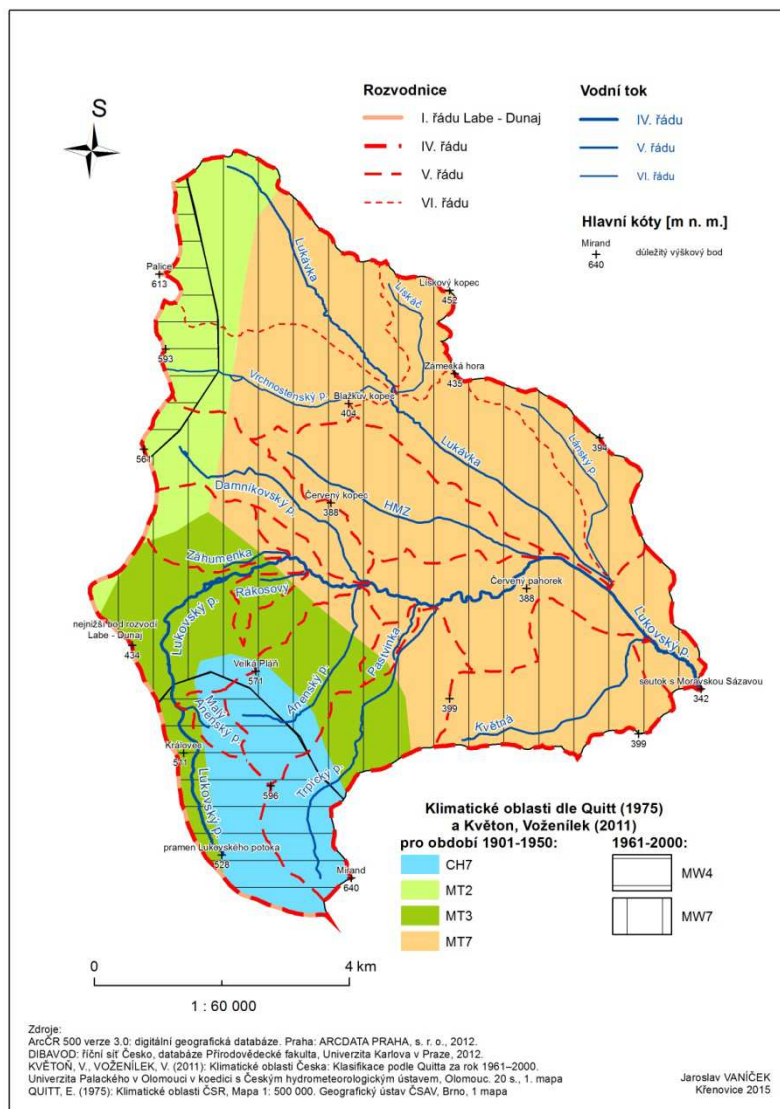 S
Rozvodnice
I. řádu Labe - Dunaj
IV. řádu
V. řádu
VI. řádu
Vodní tok
IV. řádu
V. řádu
VI. řádu
Hlavní kóty [m n. m.]
Mirand
640
důležitý výškový bod
Palice
613
Lukávka
Lískáč
Lískový kopec
452
593
Zámecká hora
435
Vrchnostenský p.
Blažkův kopec
404
561
Lukávka
Lánský p.
394
Damníkovský p.
Červený kopec
388
HMZ
Záhumenka
Rákosový
Červený pahorek
388
Lukovský p.
nejnižší bod rozvodí
Labe - Dunaj
434
Lukovský p.
Pastvinka
Velká Pláň
571
Anenský p.
soutok s Moravskou Sázavou
342
Malý
Anenský p.
399
Květná
399
Královec
511
Trpický p.
596
Lukovský p.
pramen Lukovského potoka
528
Mirand
640
Klimatické oblasti dle Quitt (1975)
a Květon, Voženílek (2011)
pro období 1901-1950:
1961-2000:
CH7
MT2
MT3
MT7
MW4
MW7
0
4 km
1 : 60 000
Zdroje:
ArcČR 500 verze 3.0: digitální geografická databáze. Praha: ARCDATA PRAHA, s. r. o., 2012.
DIBAVOD: říční síť Česko, databáze Přírodovědecké fakulta, Univerzita Karlova v Praze, 2012.
KVĚTOŇ, V., VOŽENÍLEK, V. (2011): Klimatické oblasti Česka: Klasifikace podle Quitta za rok 1961–2000.
Univerzita Palackého v Olomouci v koedici s Českým hydrometeorologickým ústavem, Olomouc. 20 s., 1. mapa
QUITT, E. (1975): Klimatické oblasti ČSR, Mapa 1: 500 000. Geografický ústav ČSAV, Brno, 1 mapa
Jaroslav VANÍČEK
Křenovice 2015